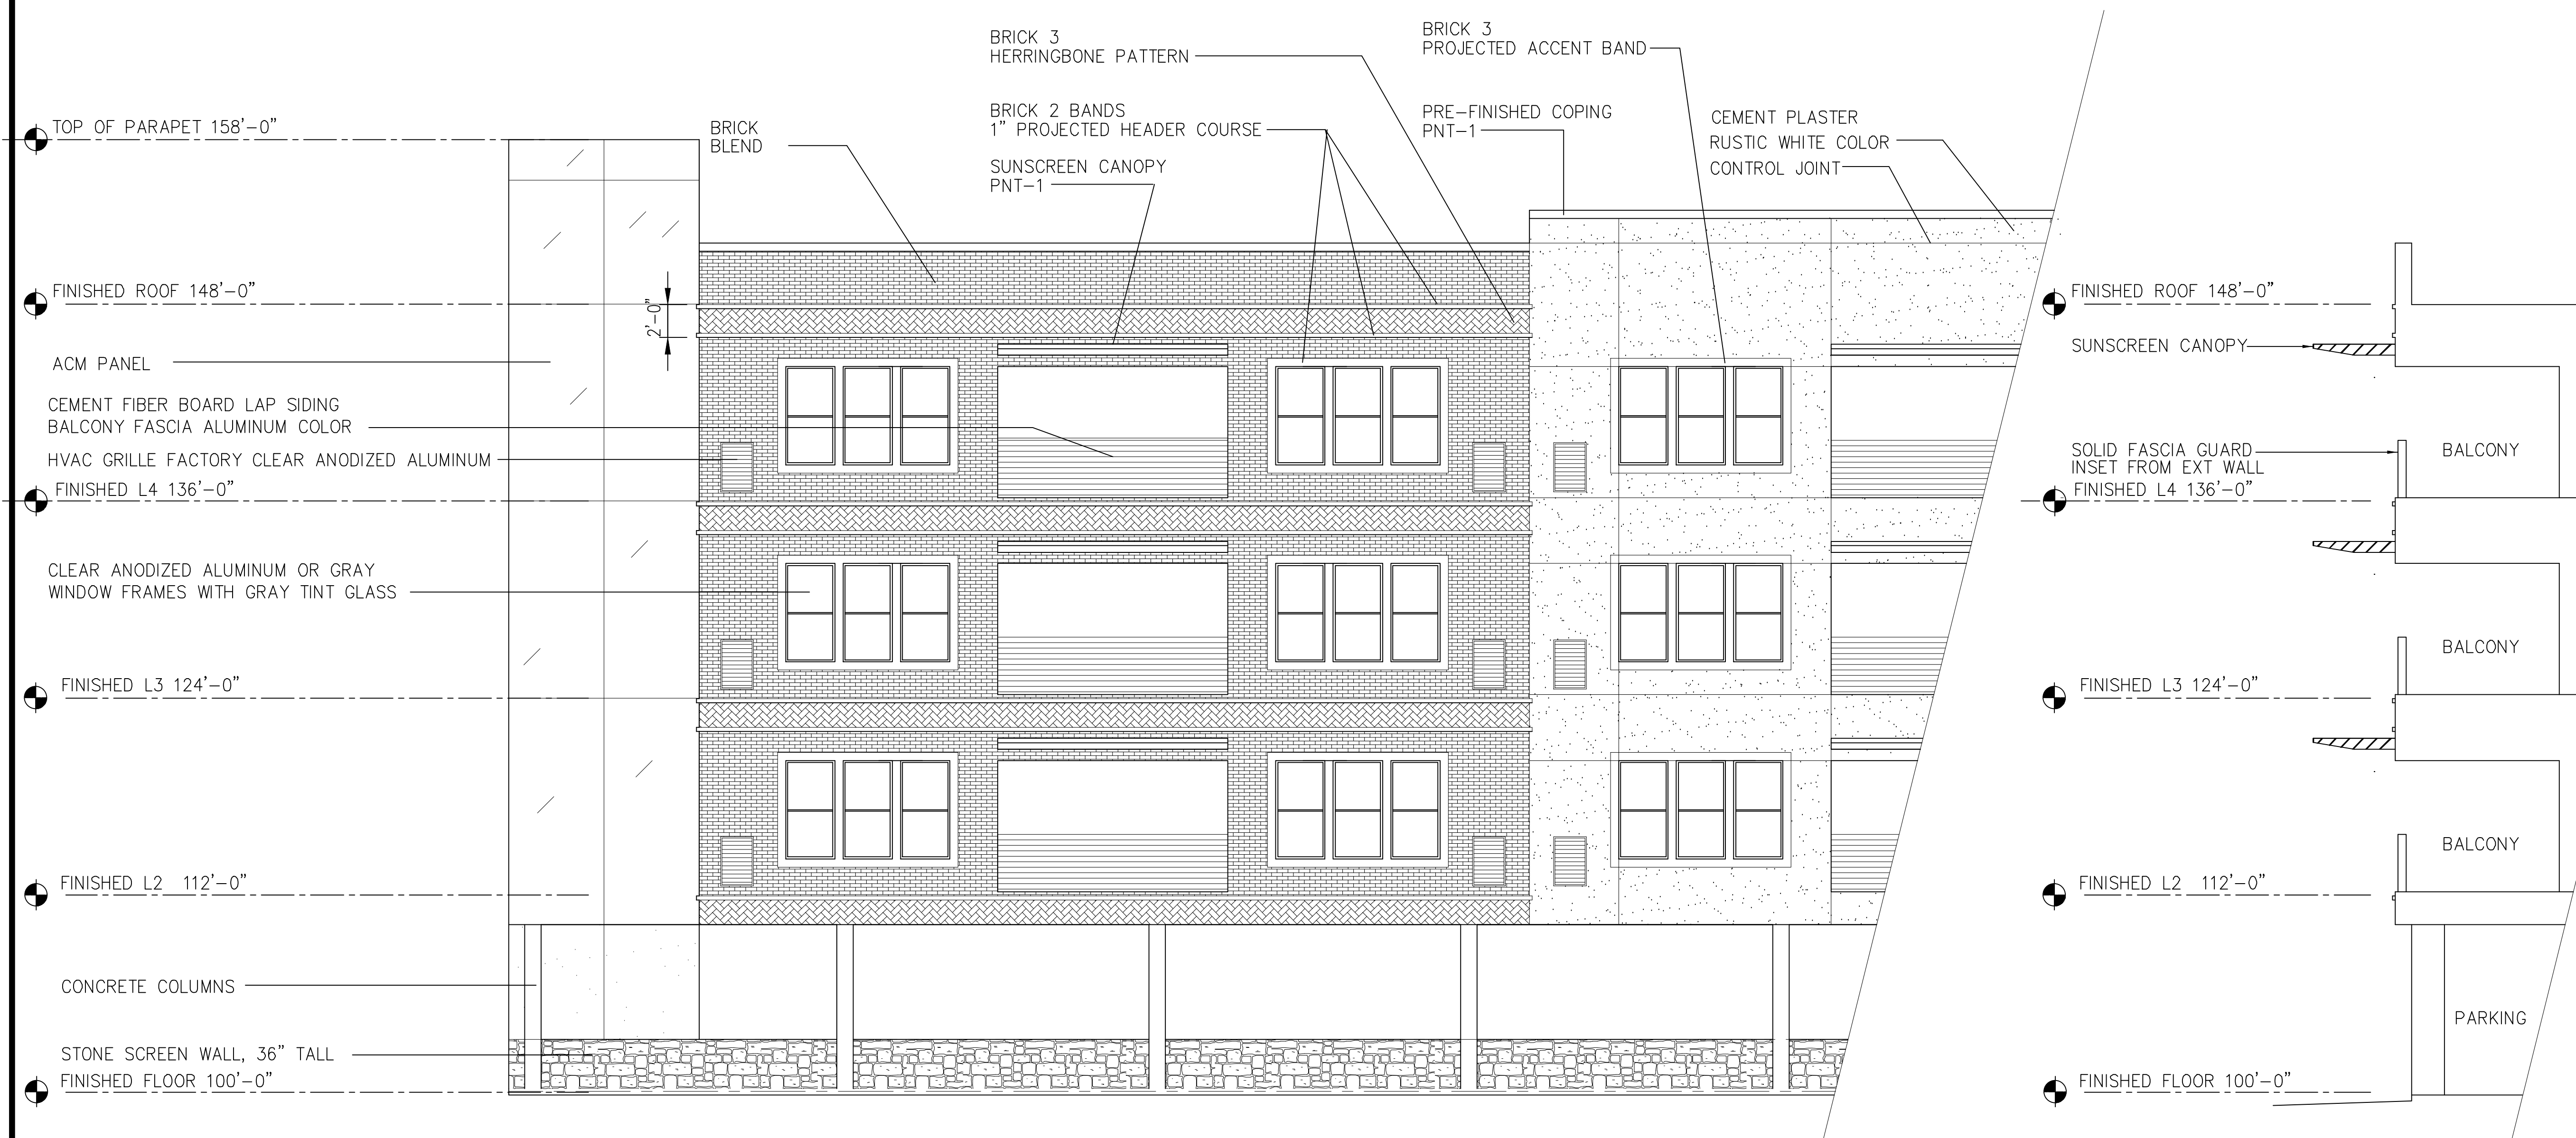 BRICK 3
HERRINGBONE PATTERN
BRICK 3
PROJECTED ACCENT BAND
TOP OF PARAPET 158'-0"
BRICK
BLEND
BRICK 2 BANDS
1" PROJECTED HEADER COURSE
SUNSCREEN CANOPY
PNT-1
PRE-FINISHED COPING
PNT-1
CEMENT PLASTER
RUSTIC WHITE COLOR
CONTROL JOINT
FINISHED ROOF 148'-0"
2'-0"
ACM PANEL
CEMENT FIBER BOARD LAP SIDING
BALCONY FASCIA ALUMINUM COLOR
HVAC GRILLE FACTORY CLEAR ANODIZED ALUMINUM
FINISHED L4 136'-0"
CLEAR ANODIZED ALUMINUM OR GRAY
WINDOW FRAMES WITH GRAY TINT GLASS
FINISHED L3 124'-0"
FINISHED L2 112'-0"
CONCRETE COLUMNS
STONE SCREEN WALL, 36" TALL
FINISHED FLOOR 100'-0"
FINISHED ROOF 148'-0"
SUNSCREEN CANOPY
SOLID FASCIA GUARD
INSET FROM EXT WALL
BALCONY
FINISHED L4 136'-0"
BALCONY
FINISHED L3 124'-0"
BALCONY
FINISHED L2 112'-0"
PARKING
FINISHED FLOOR 100'-0"